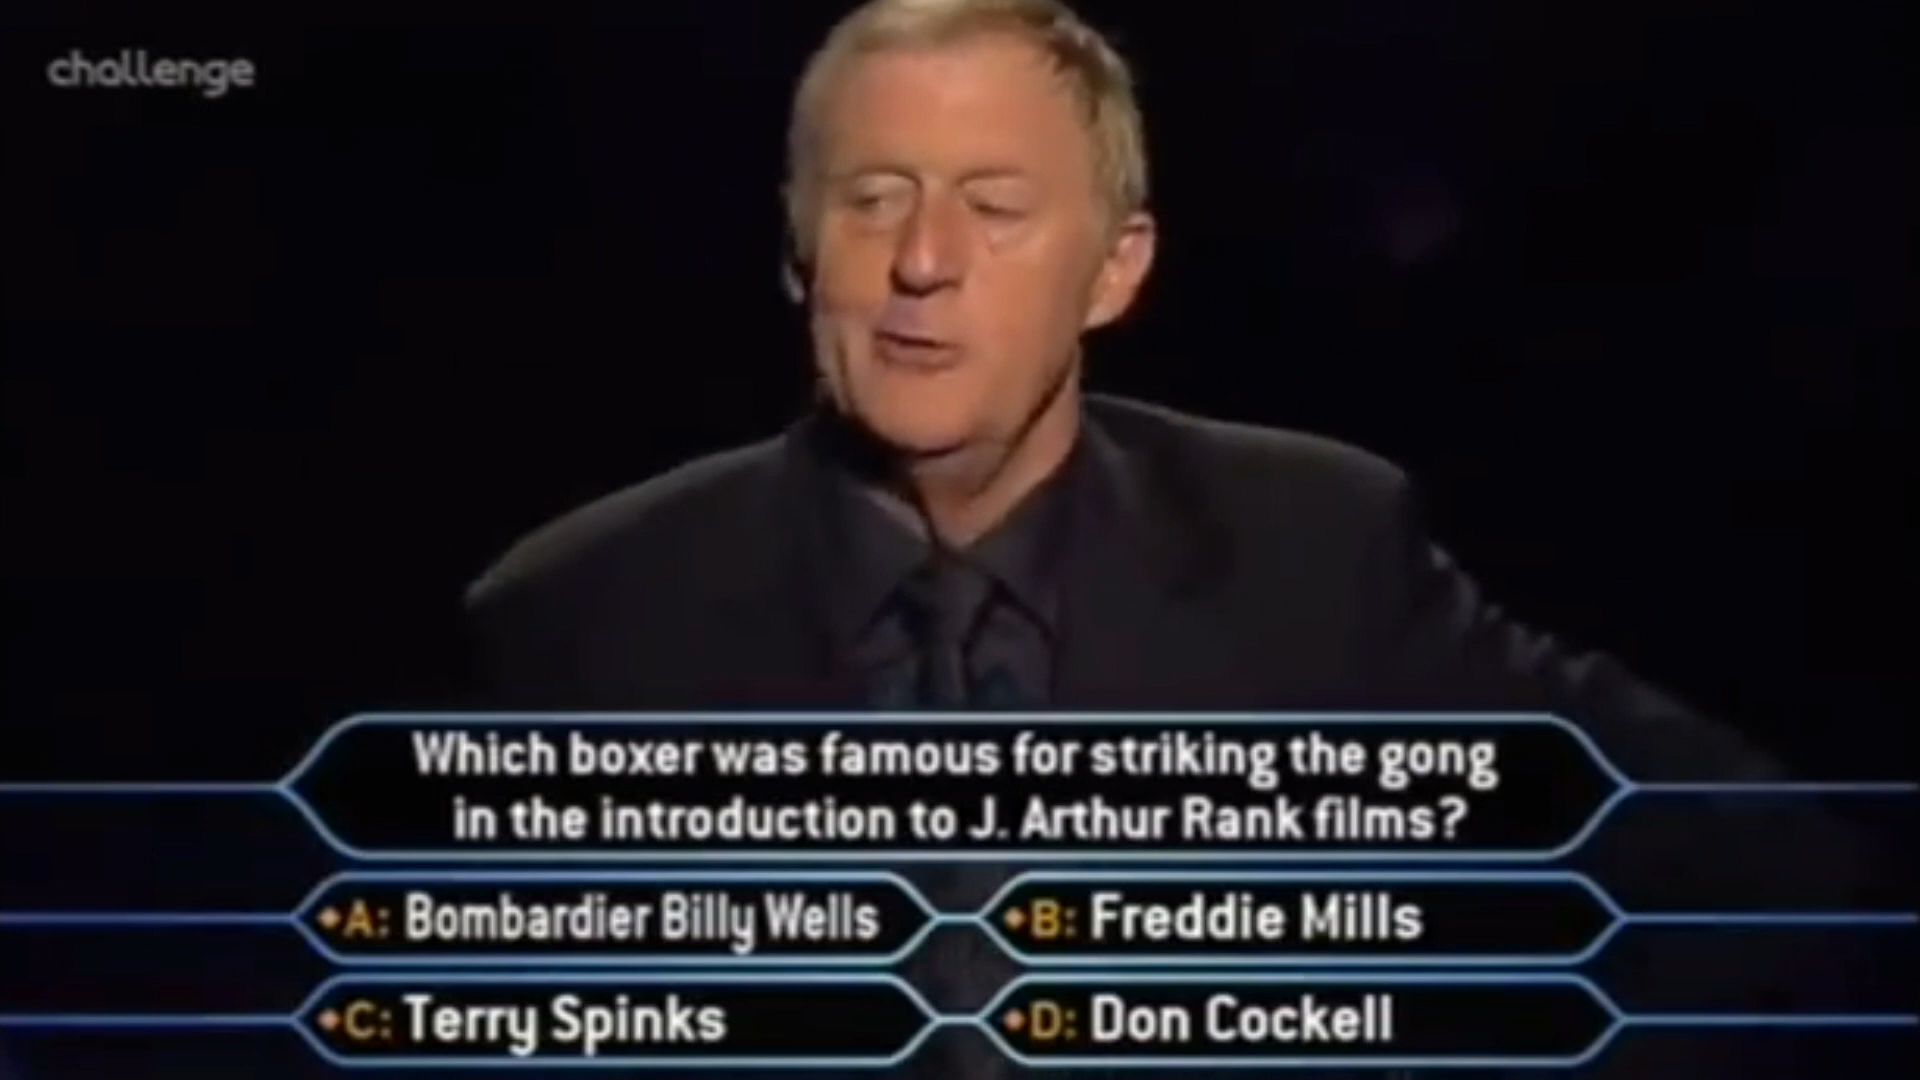 challenge
Which boxer was famous for striking the gong
in the introduction to J. Arthur Rank films?
A: Bombardier Billy Wells
B: Freddie Mills
C: Terry Spinks
D: Don Cockell